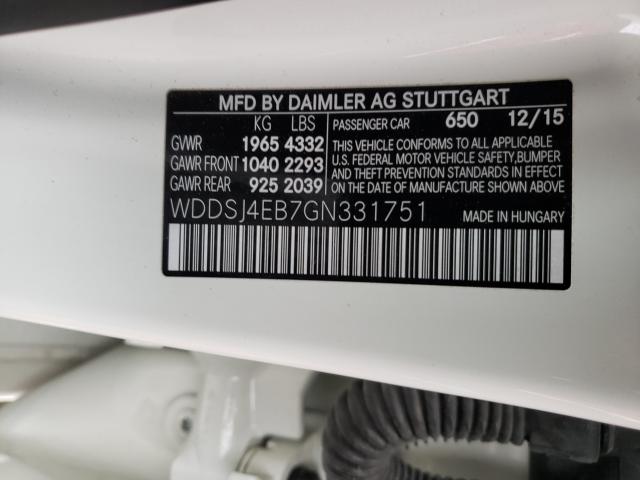 MFD BY DAIMLER AG STUTTGART
KG LBS
GVWR 1965 4332
GAWR FRONT 1040 2293
GAWR REAR 925 2039
PASSENGER CAR 650 12/15
THIS VEHICLE CONFORMS TO ALL APPLICABLE
U.S. FEDERAL MOTOR VEHICLE SAFETY, BUMPER
AND THEFT PREVENTION STANDARDS IN EFFECT
ON THE DATE OF MANUFACTURE SHOWN ABOVE.
WDDSJ4EB7GN331751
MADE IN HUNGARY